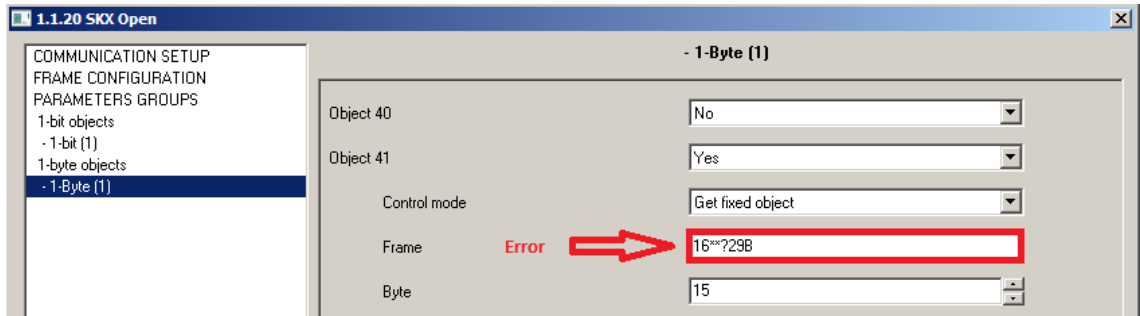 1.1.20 SKX Open
COMMUNICATION SETUP
FRAME CONFIGURATION
PARAMETERS GROUPS
1-bit objects
- 1-bit (1)
1-byte objects
- 1-Byte (1)
- 1-Byte (1)
Object 40 No
Object 41 Yes
Control mode Get fixed object
Frame Error 16**?29B
Byte 15